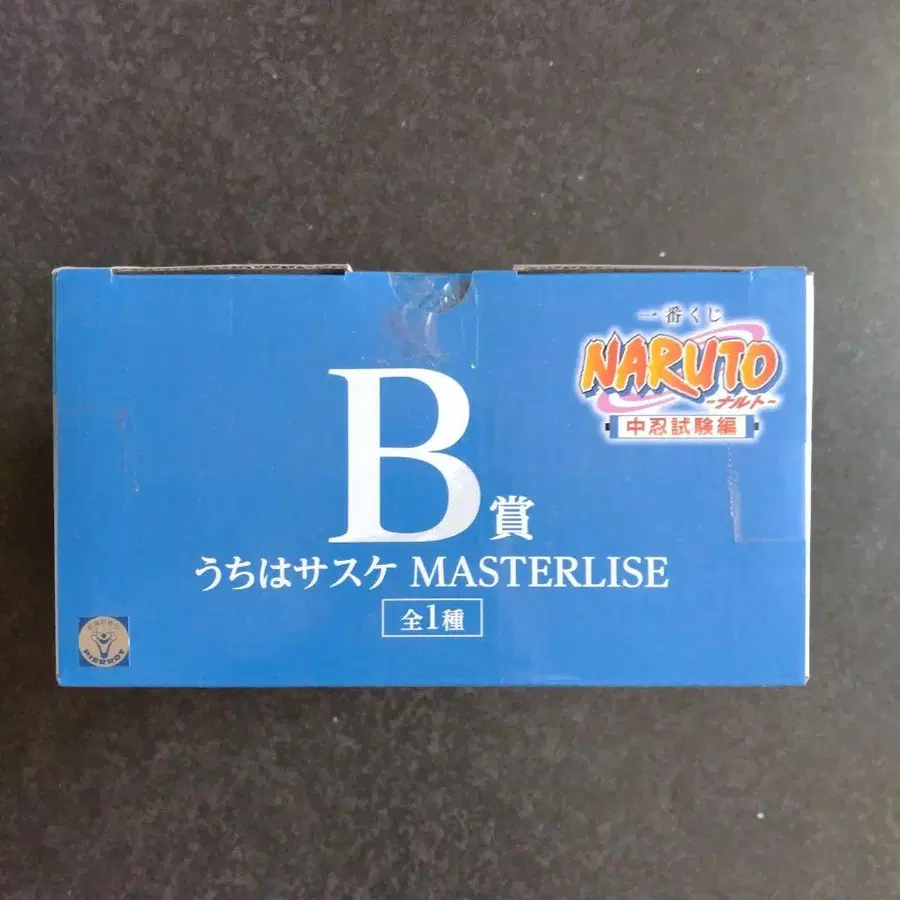 一番くじ
NARUTO
-ナルト-
中忍試験編
B賞
うちはサスケ MASTERLISE
全1種
PIERROT